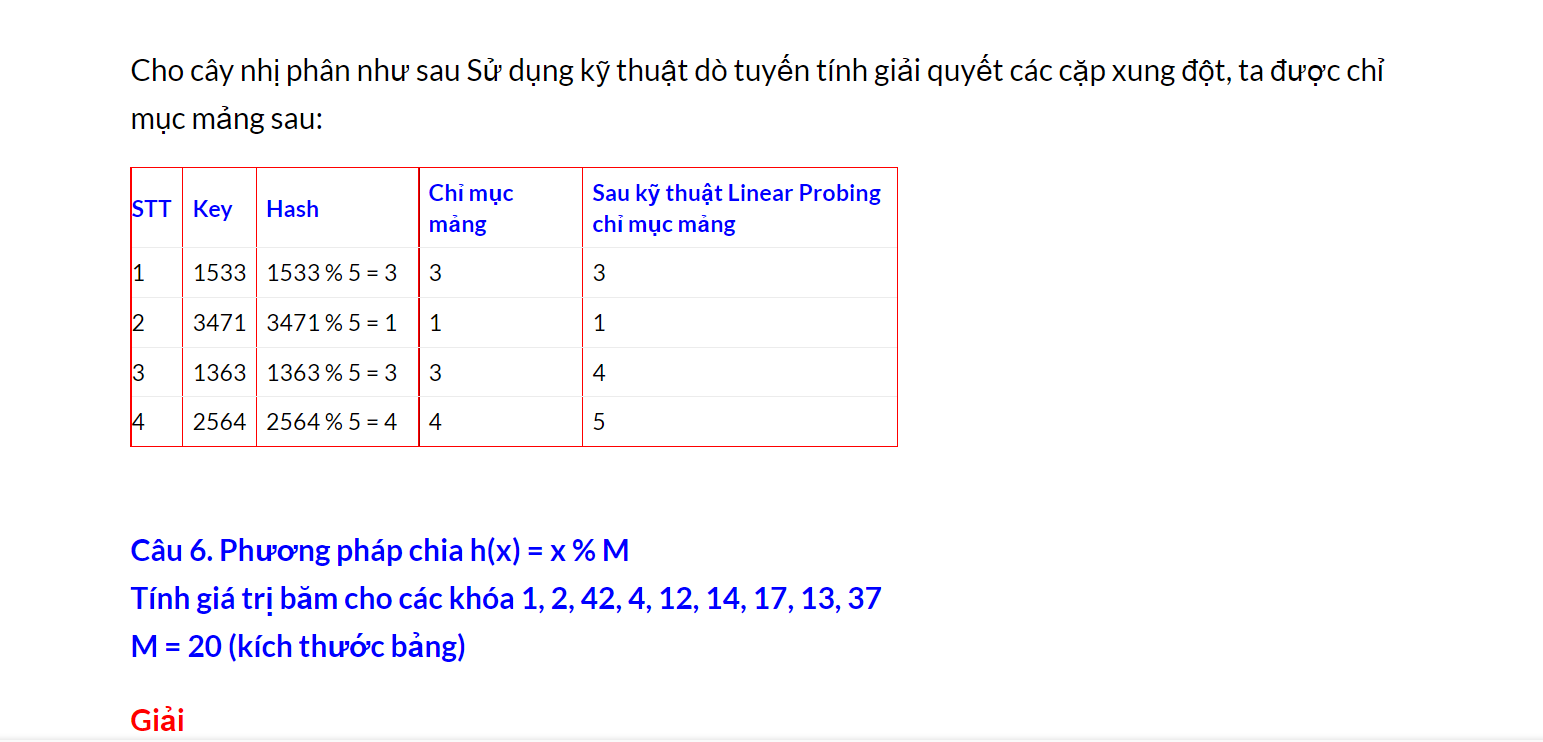 Cho cây nhị phân như sau Sử dụng kỹ thuật dò tuyến tính giải quyết các cặp xung đột, ta được chỉ
mục mảng sau:
STT Key Hash Chỉ mục mảng Sau kỹ thuật Linear Probing chỉ mục mảng
1 1533 1533 % 5 = 3 3 3
2 3471 3471 % 5 = 1 1 1
3 1363 1363 % 5 = 3 3 4
4 2564 2564 % 5 = 4 4 5
Câu 6. Phương pháp chia h(x) = x % M
Tính giá trị băm cho các khóa 1, 2, 42, 4, 12, 14, 17, 13, 37
M = 20 (kích thước bảng)
Giải